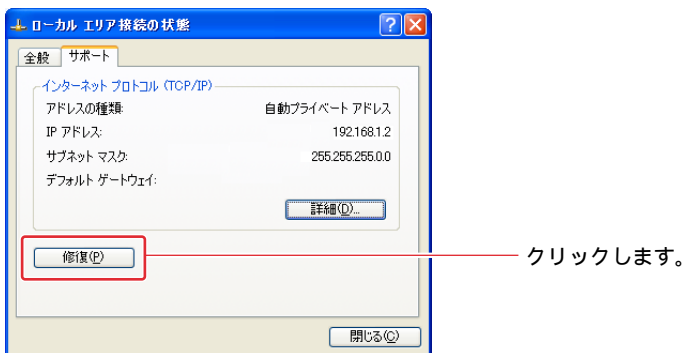 ローカル エリア接続の状態
全般 サポート
インターネット プロトコル (TCP/IP)
アドレスの種類: 自動プライベート アドレス
IP アドレス: 192.168.1.2
サブネット マスク: 255.255.255.0.0
デフォルト ゲートウェイ:
詳細(D)...
修復(P)
クリックします。
閉じる(C)